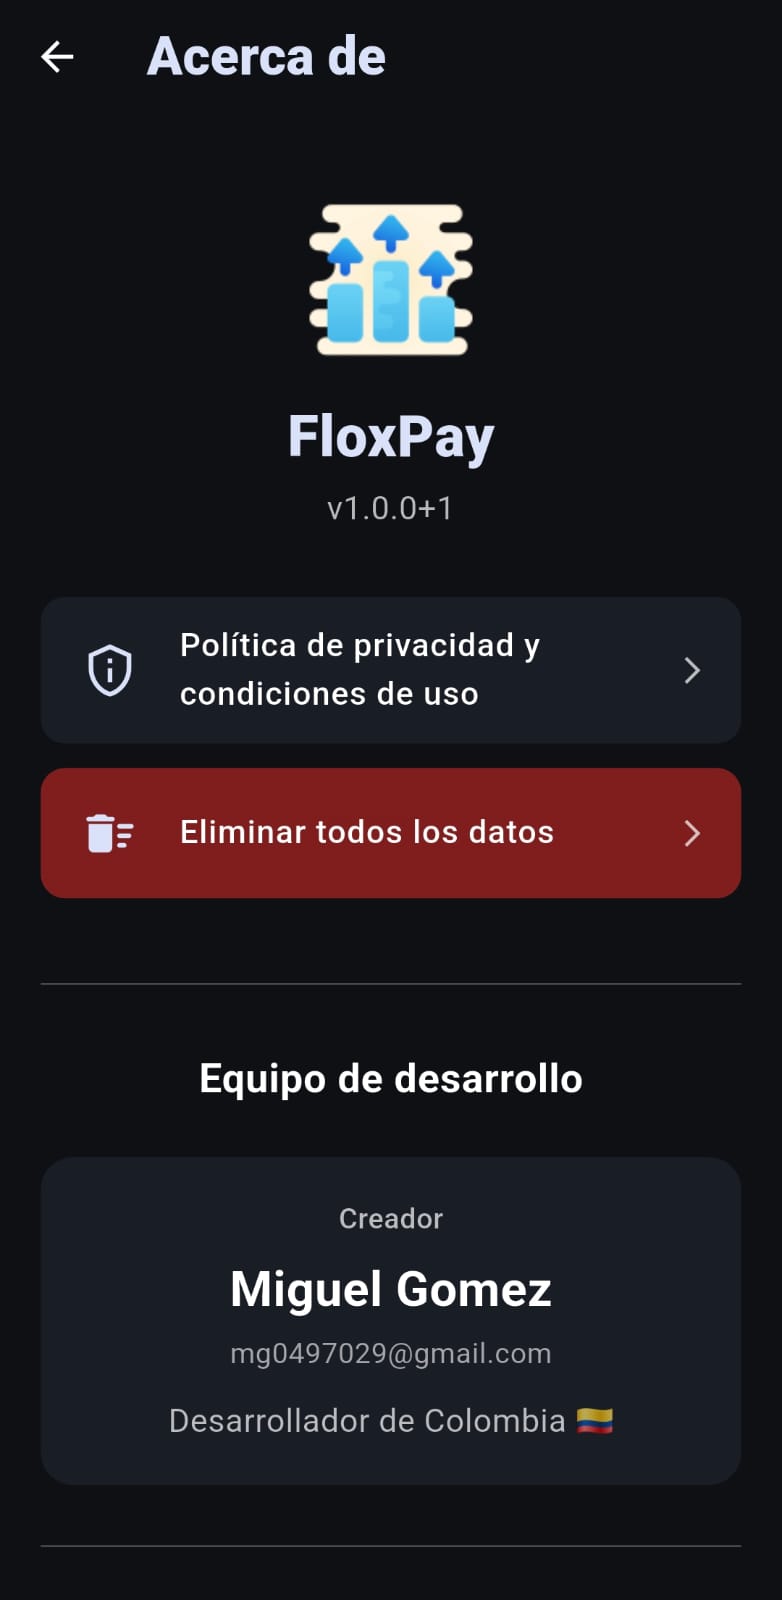 Acerca de
FloxPay
v1.0.0+1
Política de privacidad y
condiciones de uso
Eliminar todos los datos
Equipo de desarrollo
Creador
Miguel Gomez
mg0497029@gmail.com
Desarrollador de Colombia 🇨🇴